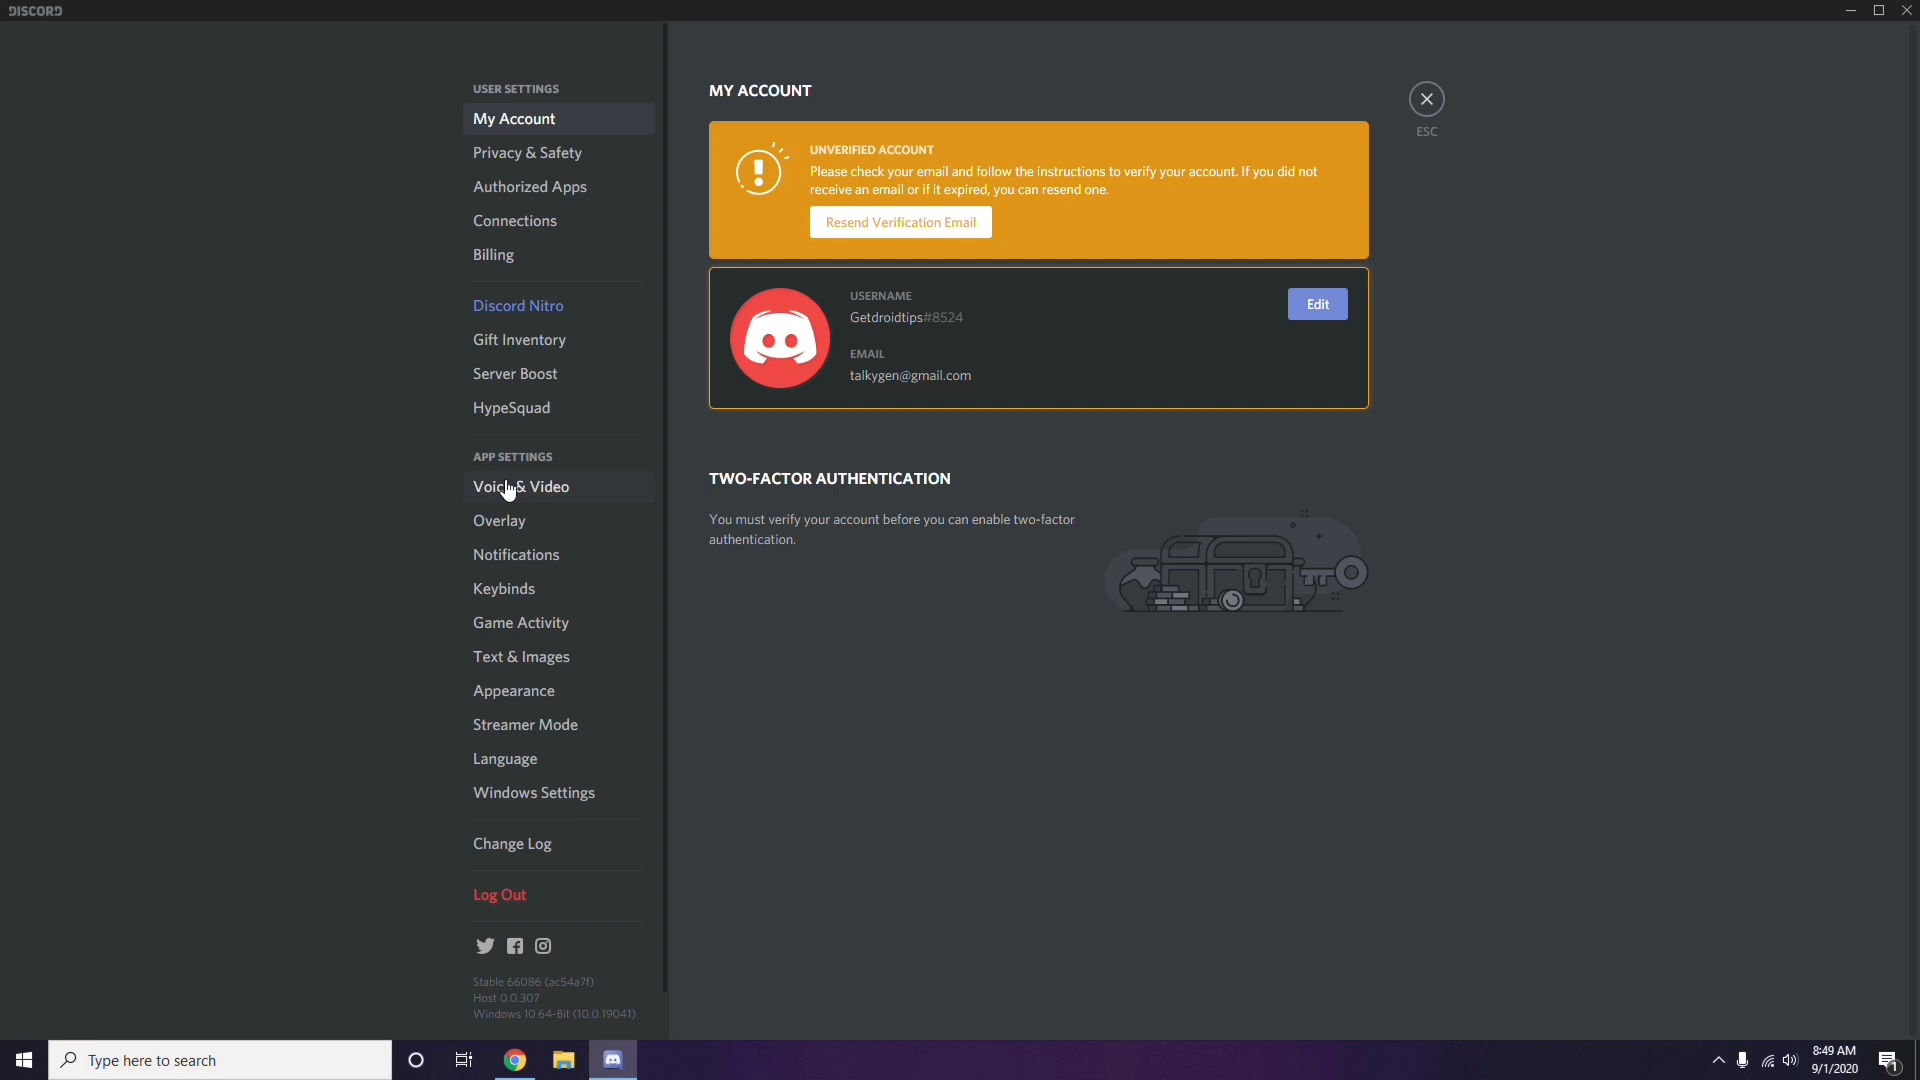 DISCORD
USER SETTINGS
My Account
Privacy & Safety
Authorized Apps
Connections
Billing
Discord Nitro
Gift Inventory
Server Boost
HypeSquad
APP SETTINGS
Voice & Video
Overlay
Notifications
Keybinds
Game Activity
Text & Images
Appearance
Streamer Mode
Language
Windows Settings
Change Log
Log Out
Stable 66086 (ac54a7f)
Host 0.0.307
Windows 10 64-Bit (10.0.19041)
MY ACCOUNT
ESC
UNVERIFIED ACCOUNT
Please check your email and follow the instructions to verify your account. If you did not
receive an email or if it expired, you can resend one.
Resend Verification Email
USERNAME
Getdroidtips#8524
Edit
EMAIL
talkygen@gmail.com
TWO-FACTOR AUTHENTICATION
You must verify your account before you can enable two-factor
authentication.
Type here to search
8:49 AM
9/1/2020
1